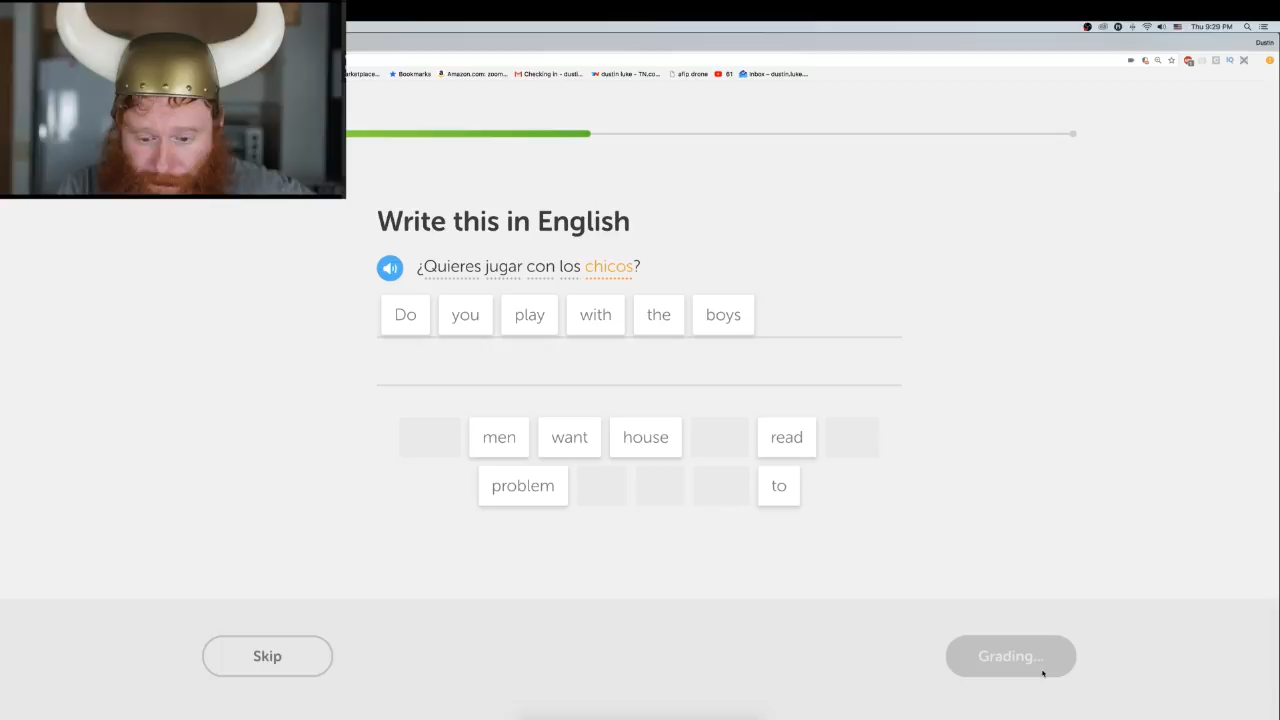 Thu 9:29 PM
Dustin
arketplace...
Bookmarks
Amazon.com: zoom...
Checking in - dusti...
dustin luke - TN.co...
afip drone
61
Inbox - dustin.luke....
Write this in English
¿Quieres jugar con los chicos?
Do you play with the boys
men want house read
problem to
Skip
Grading...